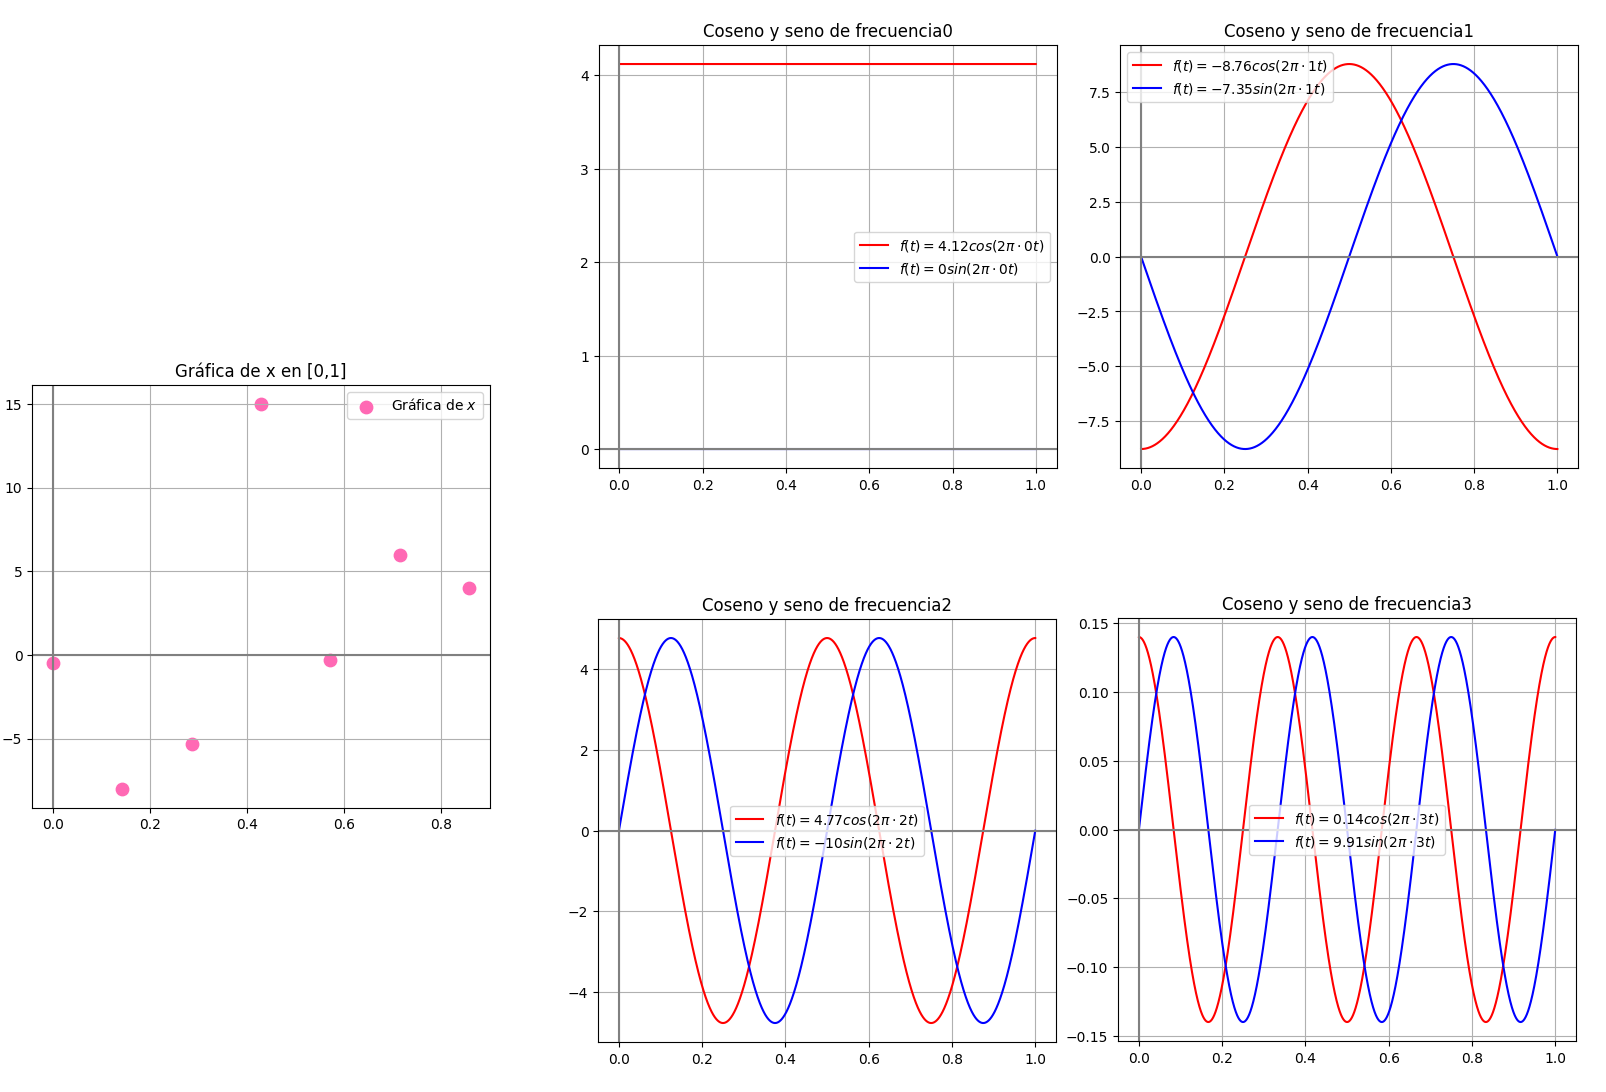 Coseno y seno de frecuencia0
4
3
2
1
0
f(t) = 4.12cos(2π · 0t)
f(t) = 0sin(2π · 0t)
0.0 0.2 0.4 0.6 0.8 1.0
Coseno y seno de frecuencia1
7.5
5.0
2.5
0.0
−2.5
−5.0
−7.5
f(t) = −8.76cos(2π · 1t)
f(t) = −7.35sin(2π · 1t)
0.0 0.2 0.4 0.6 0.8 1.0
Gráfica de x en [0,1]
15
10
5
0
−5
Gráfica de x
0.0 0.2 0.4 0.6 0.8
Coseno y seno de frecuencia2
4
2
0
−2
−4
f(t) = 4.77cos(2π · 2t)
f(t) = −10sin(2π · 2t)
0.0 0.2 0.4 0.6 0.8 1.0
Coseno y seno de frecuencia3
0.15
0.10
0.05
0.00
−0.05
−0.10
−0.15
f(t) = 0.14cos(2π · 3t)
f(t) = 9.91sin(2π · 3t)
0.0 0.2 0.4 0.6 0.8 1.0